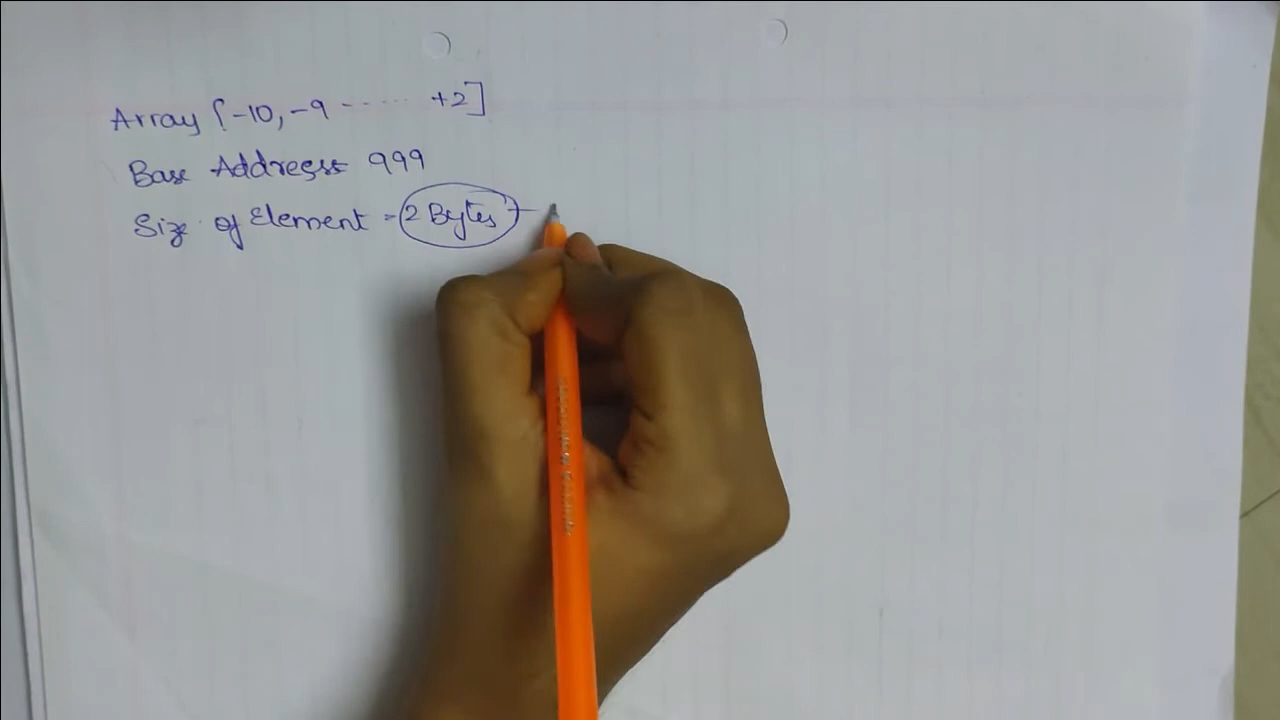 Array [-10, -9 ------ +2]
Base Address 999
Size of Element = 2 Bytes